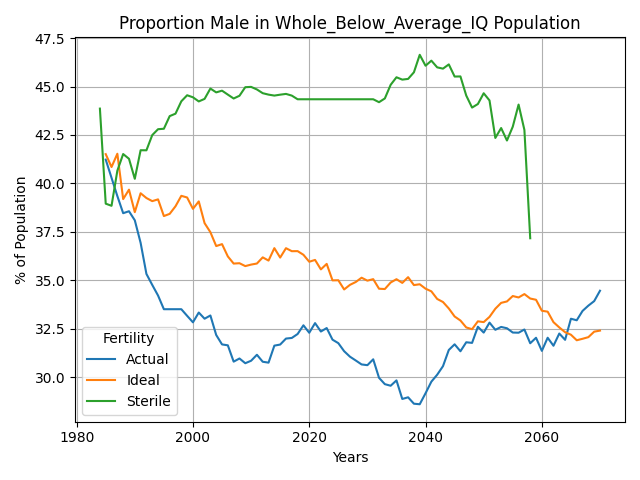 Proportion Male in Whole_Below_Average_IQ Population
% of Population
47.5
45.0
42.5
40.0
37.5
35.0
32.5
30.0
Fertility
Actual
Ideal
Sterile
1980
2000
2020
2040
2060
Years